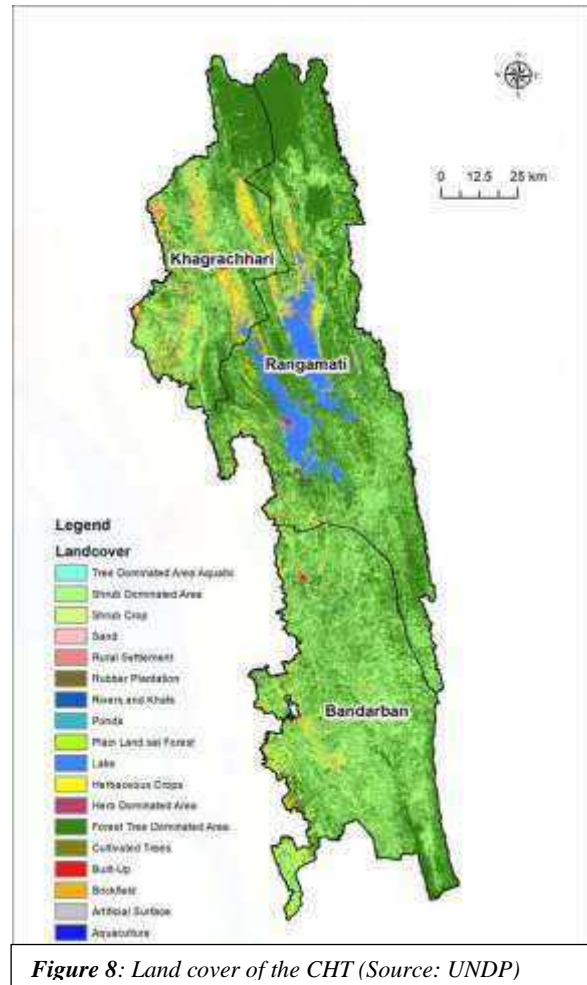 0 12.5 25 km
Khagrachhari
Rangamati
Bandarban
Legend
Landcover
Tree Dominated Area Aquatic
Shrub Dominated Area
Shrub Crop
Sand
Rural Settlement
Rubber Plantation
Rivers and Khals
Ponds
Plain Land sal Forest
Lake
Herbaceous Crops
Herb Dominated Area
Forest Tree Dominated Area
Cultivated Trees
Built-Up
Brickfield
Artificial Surface
Aquaculture
Figure 8: Land cover of the CHT (Source: UNDP)